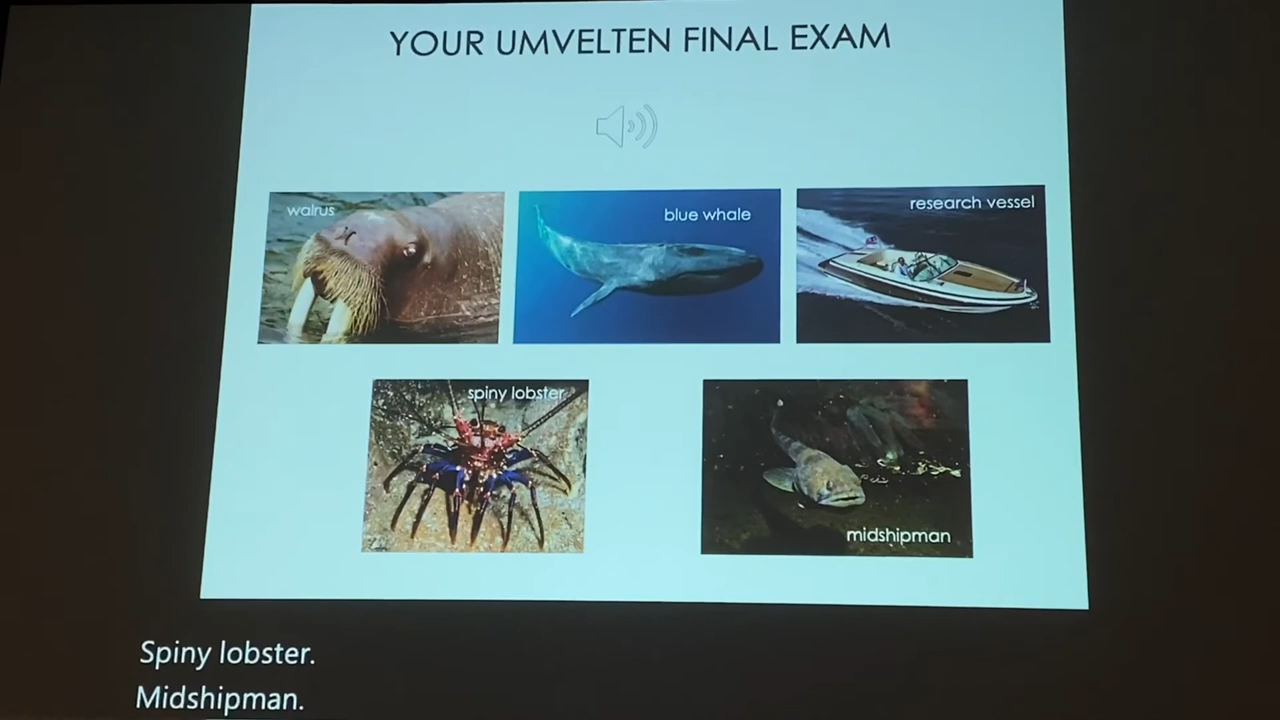 YOUR UMVELTEN FINAL EXAM
walrus
blue whale
research vessel
spiny lobster
midshipman
Spiny lobster.
Midshipman.